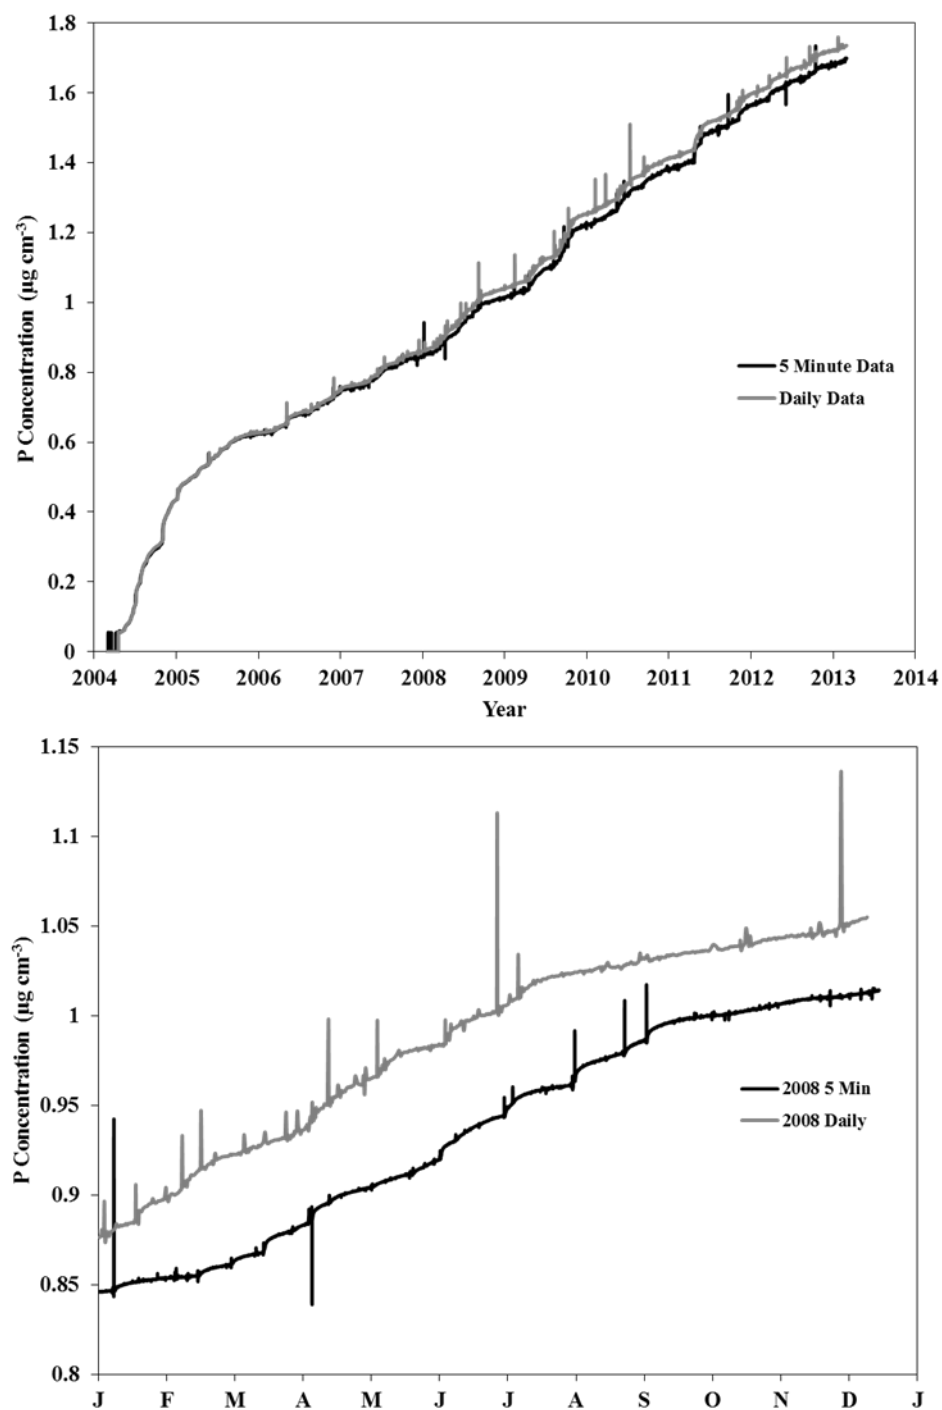 1.8
1.6
1.4
1.2
1
0.8
0.6
0.4
0.2
0
P Concentration (µg cm-3)
5 Minute Data
Daily Data
2004 2005 2006 2007 2008 2009 2010 2011 2012 2013 2014
Year
1.15
1.1
1.05
1
0.95
0.9
0.85
0.8
P Concentration (µg cm-3)
2008 5 Min
2008 Daily
J F M A M J J A S O N D J